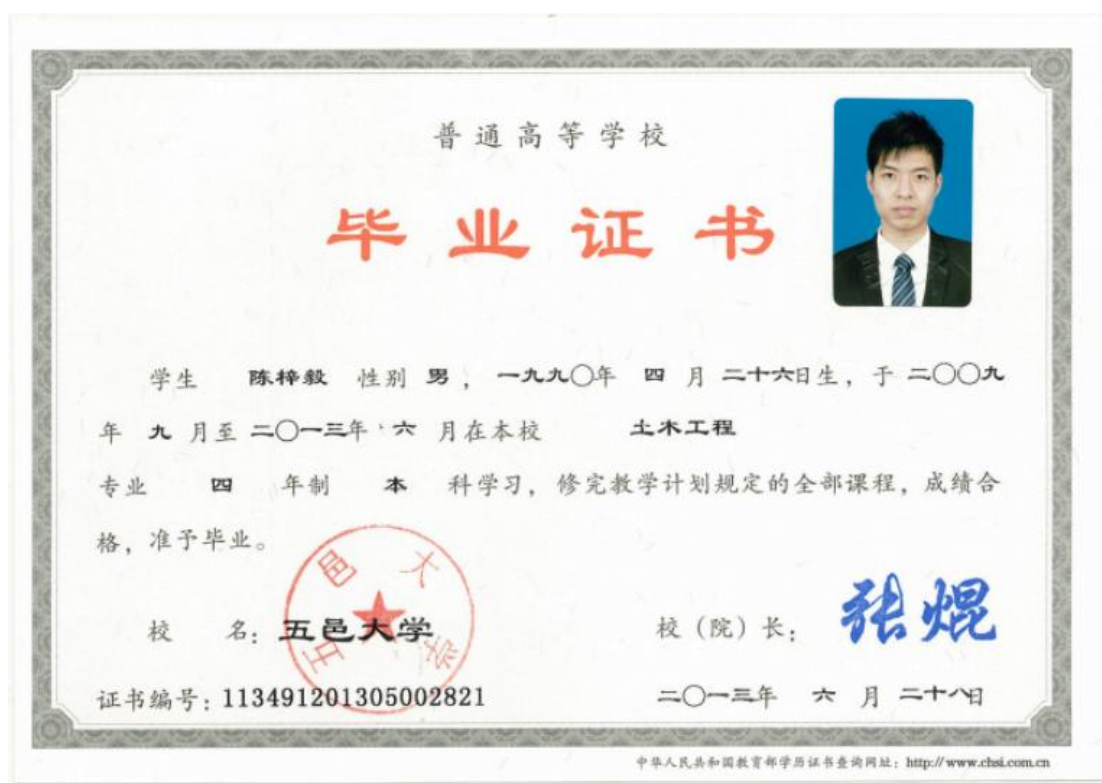 普通高等学校
毕业证书
学生 陈梓毅 性别 男，一九九〇年 四 月 二十六日生，于 二〇〇九
年 九 月至 二〇一三年 六 月在本校 土木工程
专业 四 年制 本 科学习，修完教学计划规定的全部课程，成绩合
格，准予毕业。
五邑大学
校 名：五邑大学 校（院）长：张焜
证书编号：113491201305002821 二〇一三年 六 月 二十八日
中华人民共和国教育部学历证书查询网址：http://www.chsi.com.cn